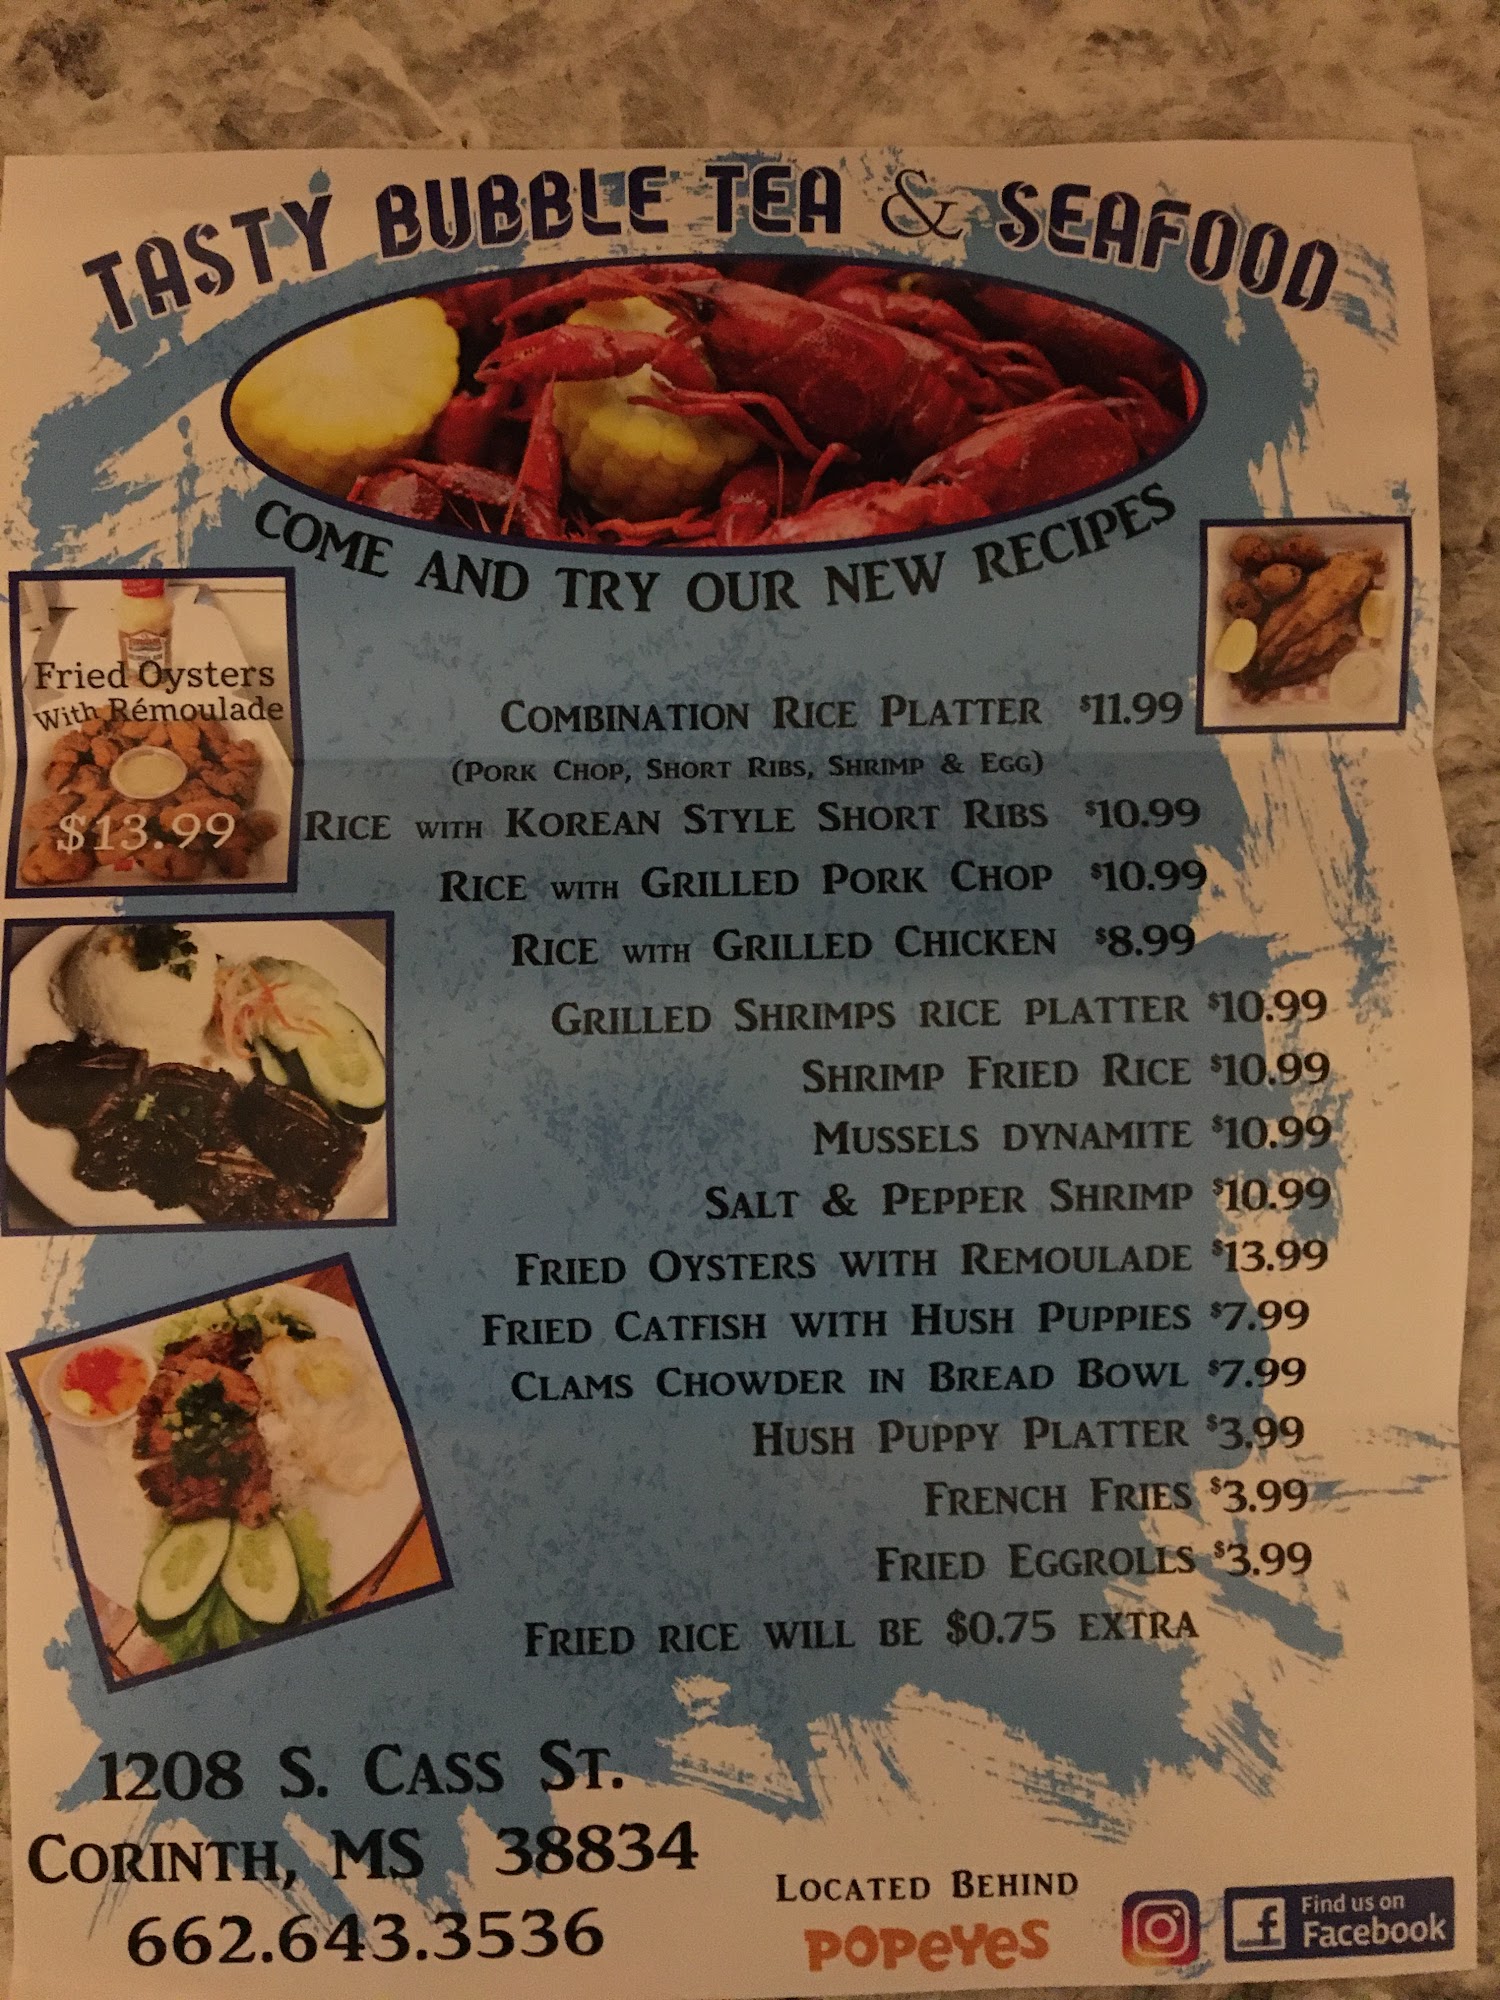 TASTY BUBBLE TEA & SEAFOOD
COME AND TRY OUR NEW RECIPES
Fried Oysters
With Rémoulade
$13.99
COMBINATION RICE PLATTER $11.99
(PORK CHOP, SHORT RIBS, SHRIMP & EGG)
RICE WITH KOREAN STYLE SHORT RIBS $10.99
RICE WITH GRILLED PORK CHOP $10.99
RICE WITH GRILLED CHICKEN $8.99
GRILLED SHRIMPS RICE PLATTER $10.99
SHRIMP FRIED RICE $10.99
MUSSELS DYNAMITE $10.99
SALT & PEPPER SHRIMP $10.99
FRIED OYSTERS WITH REMOULADE $13.99
FRIED CATFISH WITH HUSH PUPPIES $7.99
CLAMS CHOWDER IN BREAD BOWL $7.99
HUSH PUPPY PLATTER $3.99
FRENCH FRIES $3.99
FRIED EGGROLLS $3.99
FRIED RICE WILL BE $0.75 EXTRA
1208 S. CASS ST.
CORINTH, MS 38834
662.643.3536
LOCATED BEHIND
POPEYES
f
Find us on
Facebook